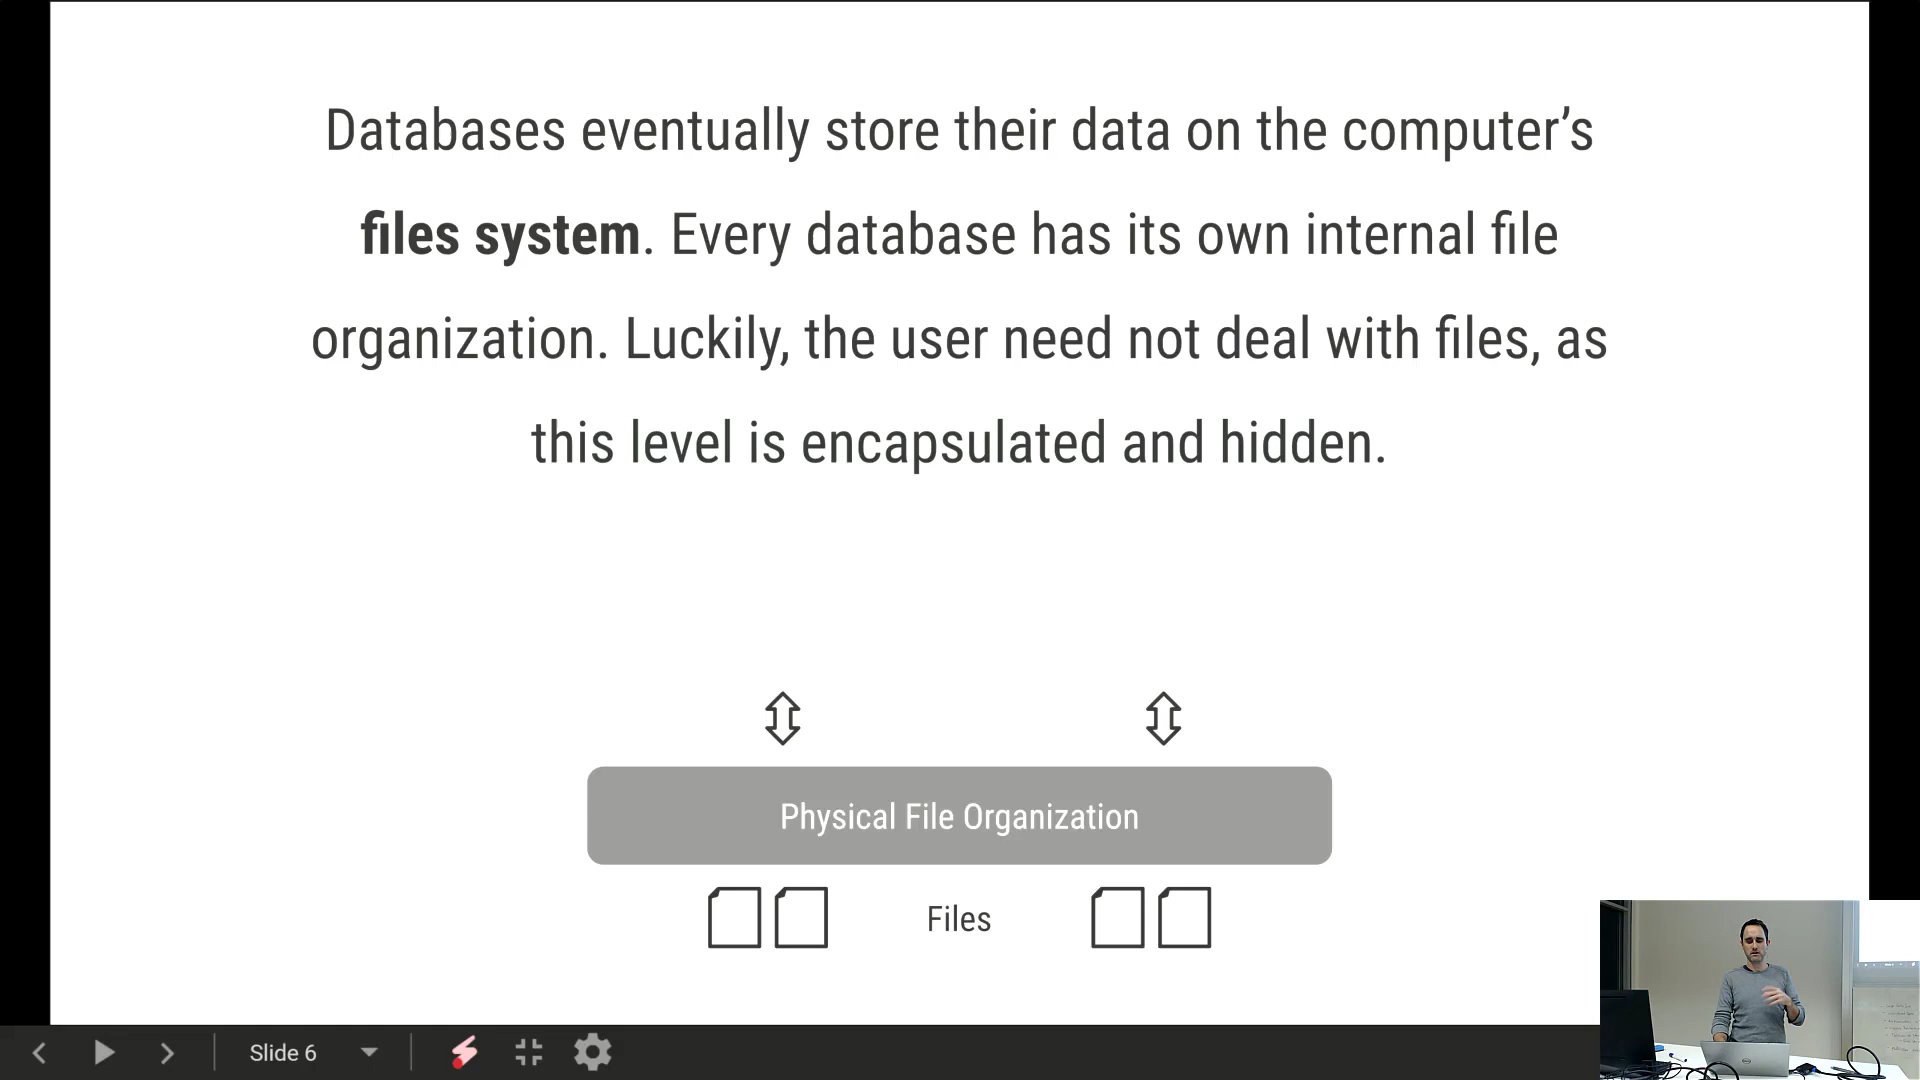 Databases eventually store their data on the computer’s
files system. Every database has its own internal file
organization. Luckily, the user need not deal with files, as
this level is encapsulated and hidden.
Physical File Organization
Files
Slide 6